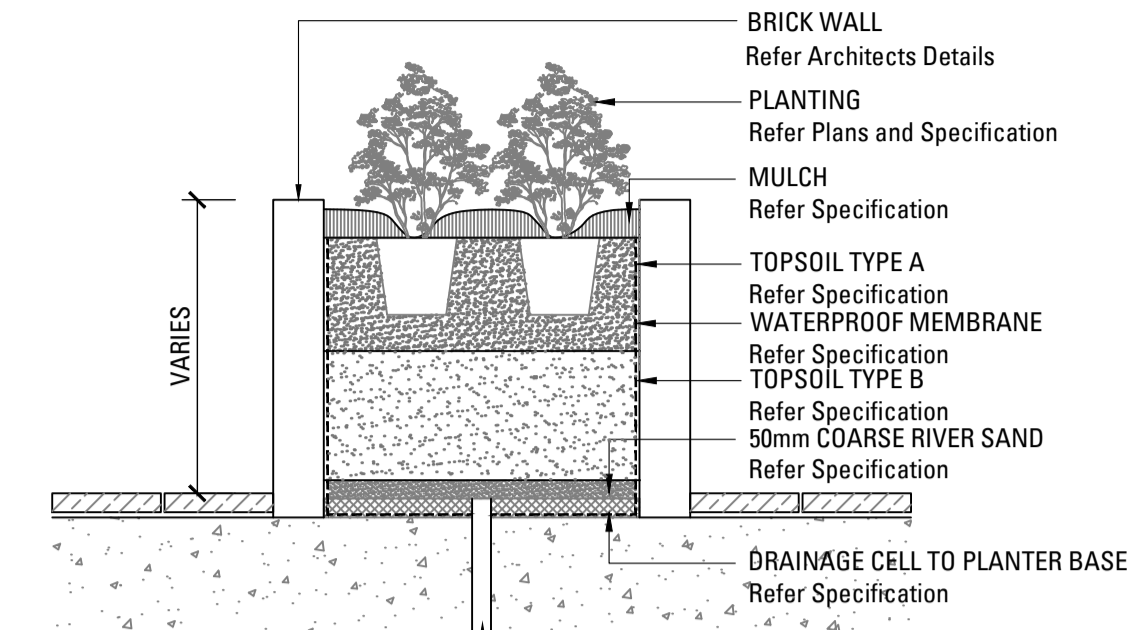 BRICK WALL
Refer Architects Details
PLANTING
Refer Plans and Specification
MULCH
Refer Specification
TOPSOIL TYPE A
Refer Specification
WATERPROOF MEMBRANE
Refer Specification
TOPSOIL TYPE B
Refer Specification
50mm COARSE RIVER SAND
Refer Specification
DRAINAGE CELL TO PLANTER BASE
Refer Specification
VARIES